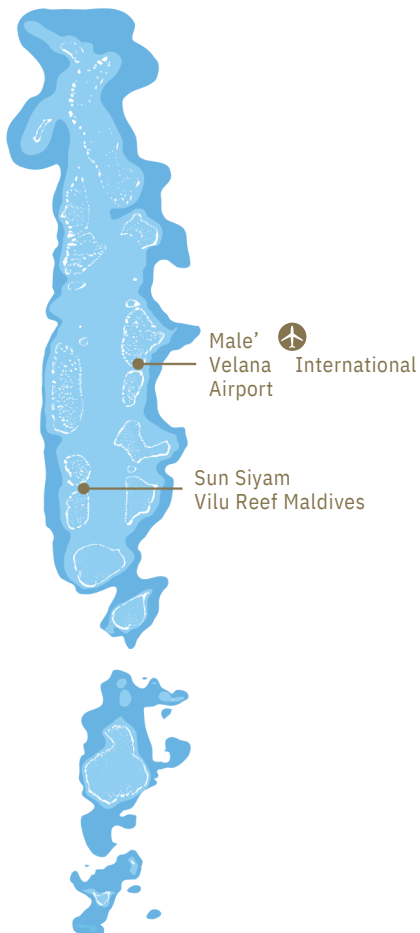 Male’
Velana International
Airport
Sun Siyam
Vilu Reef Maldives